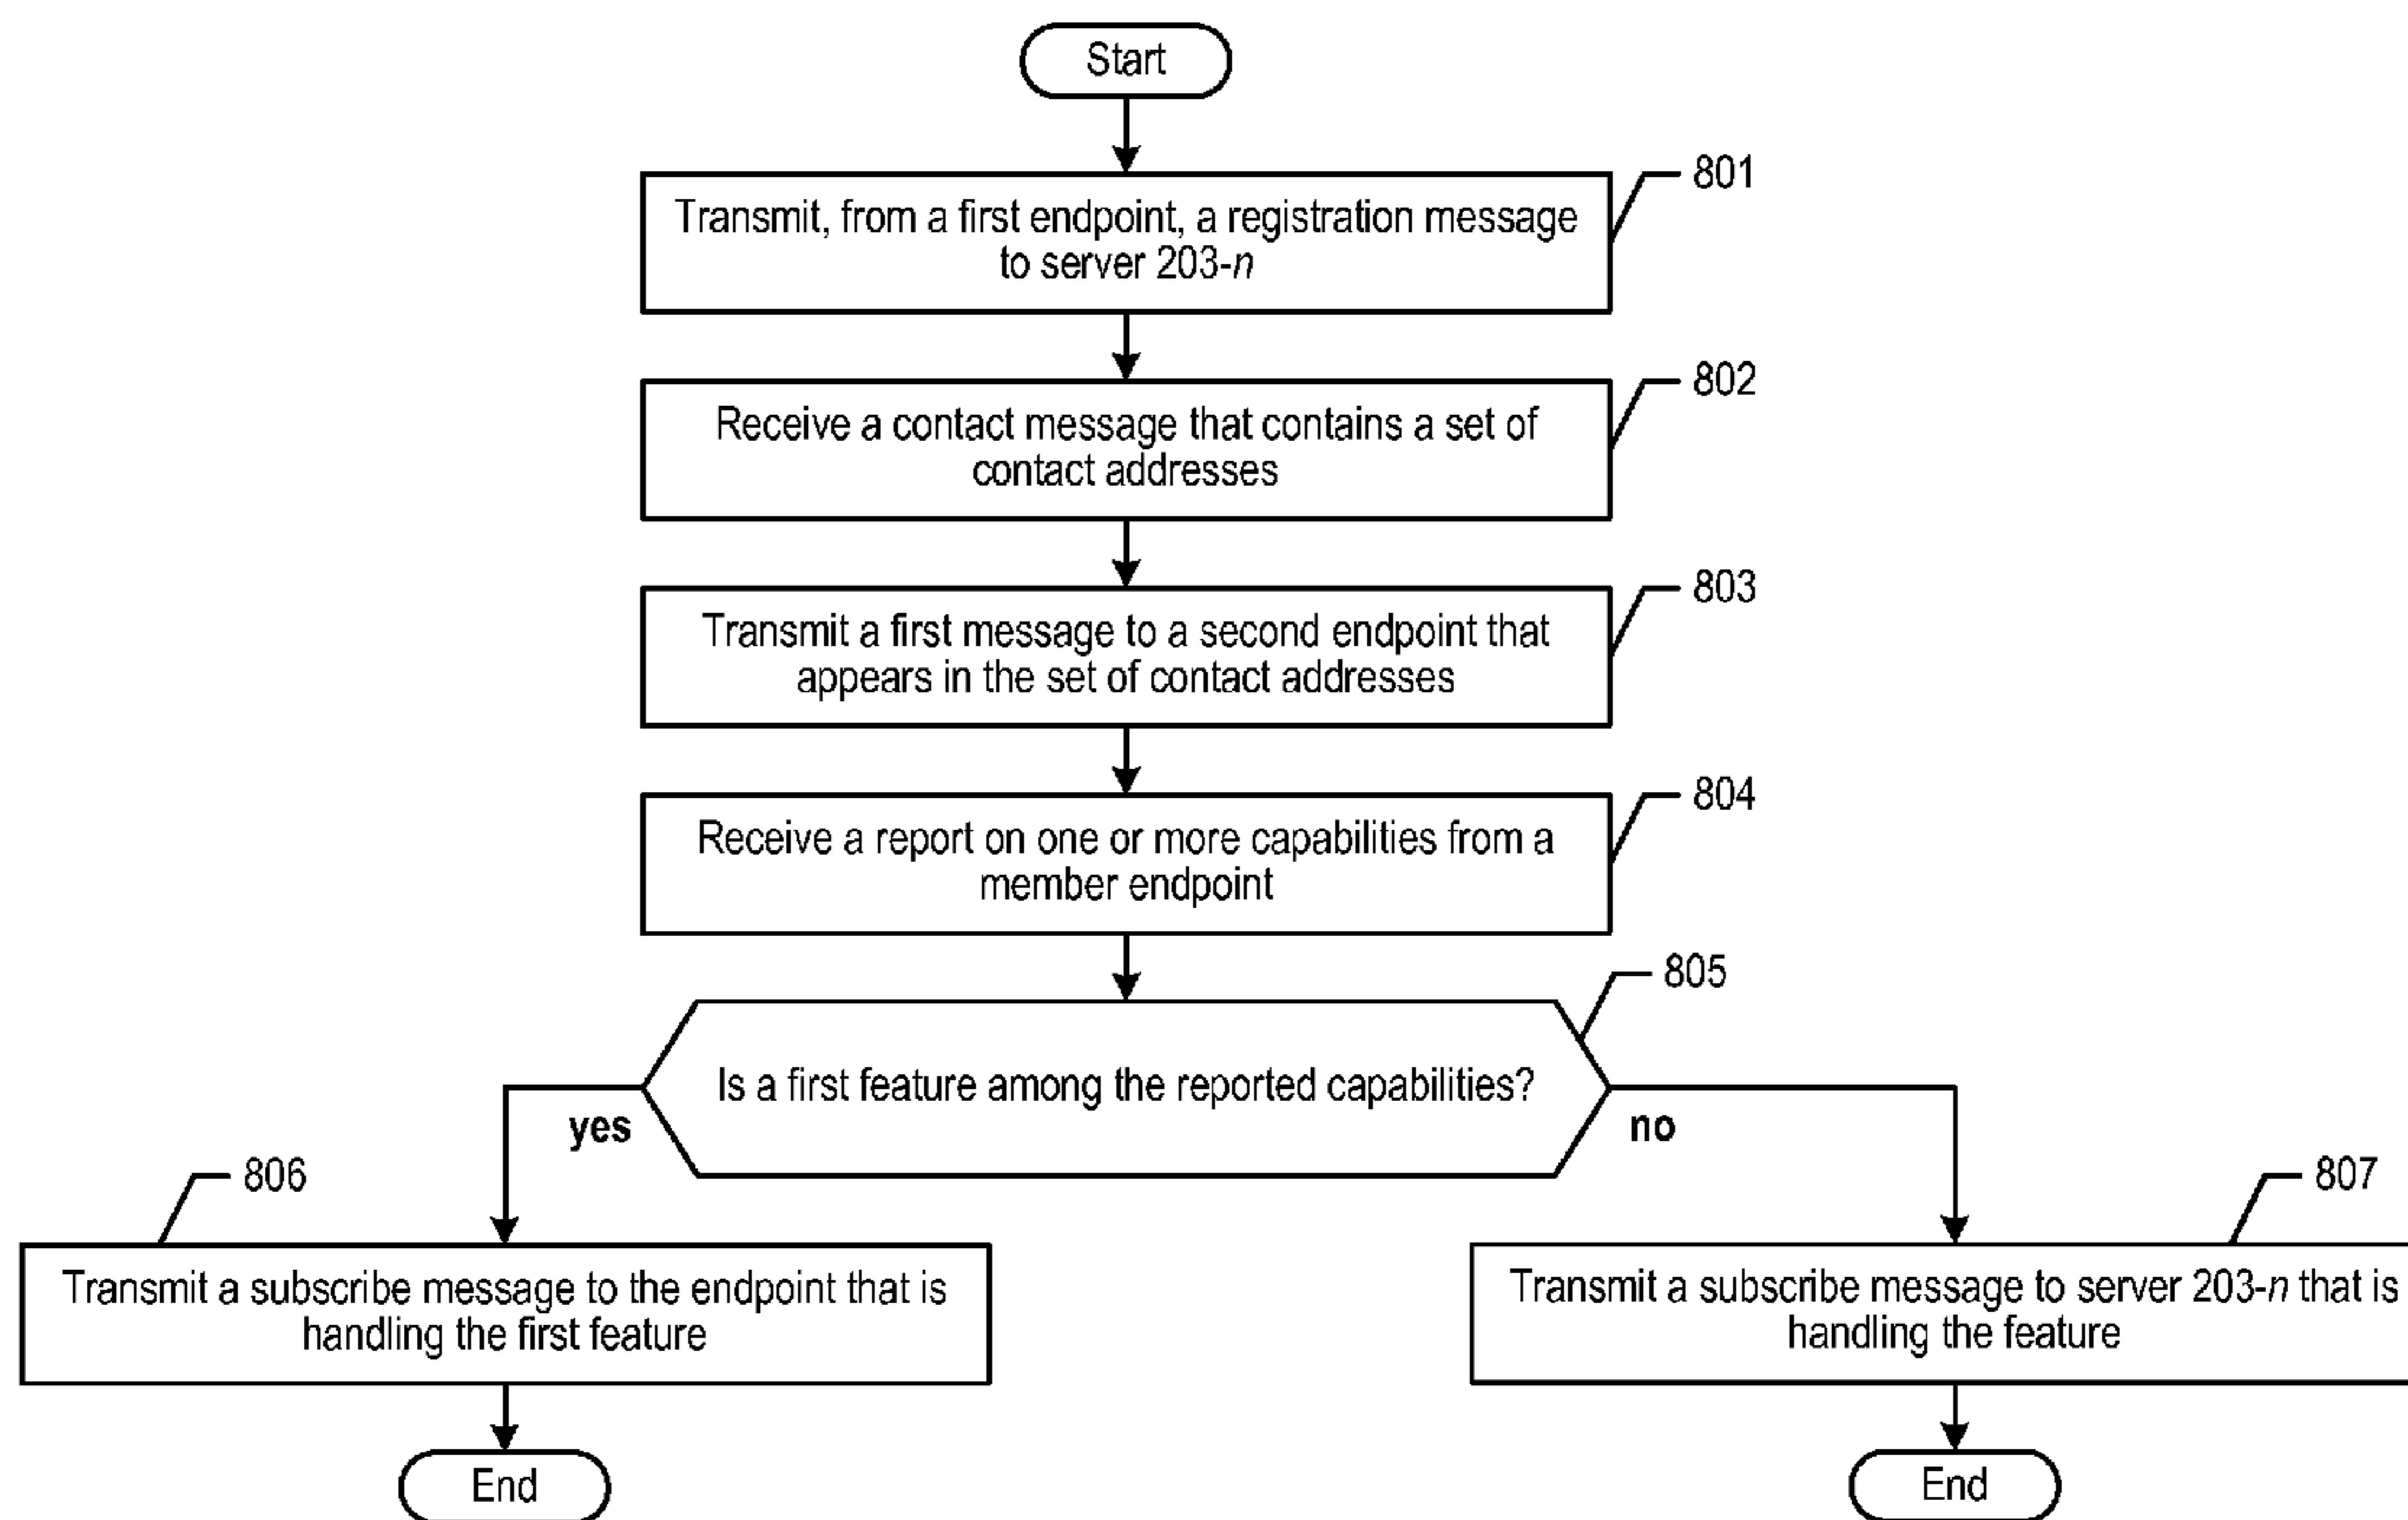 Start
801
Transmit, from a first endpoint, a registration message
to server 203-n
802
Receive a contact message that contains a set of
contact addresses
803
Transmit a first message to a second endpoint that
appears in the set of contact addresses
804
Receive a report on one or more capabilities from a
member endpoint
805
Is a first feature among the reported capabilities?
yes
no
806
807
Transmit a subscribe message to the endpoint that is
handling the first feature
Transmit a subscribe message to server 203-n that is
handling the feature
End
End